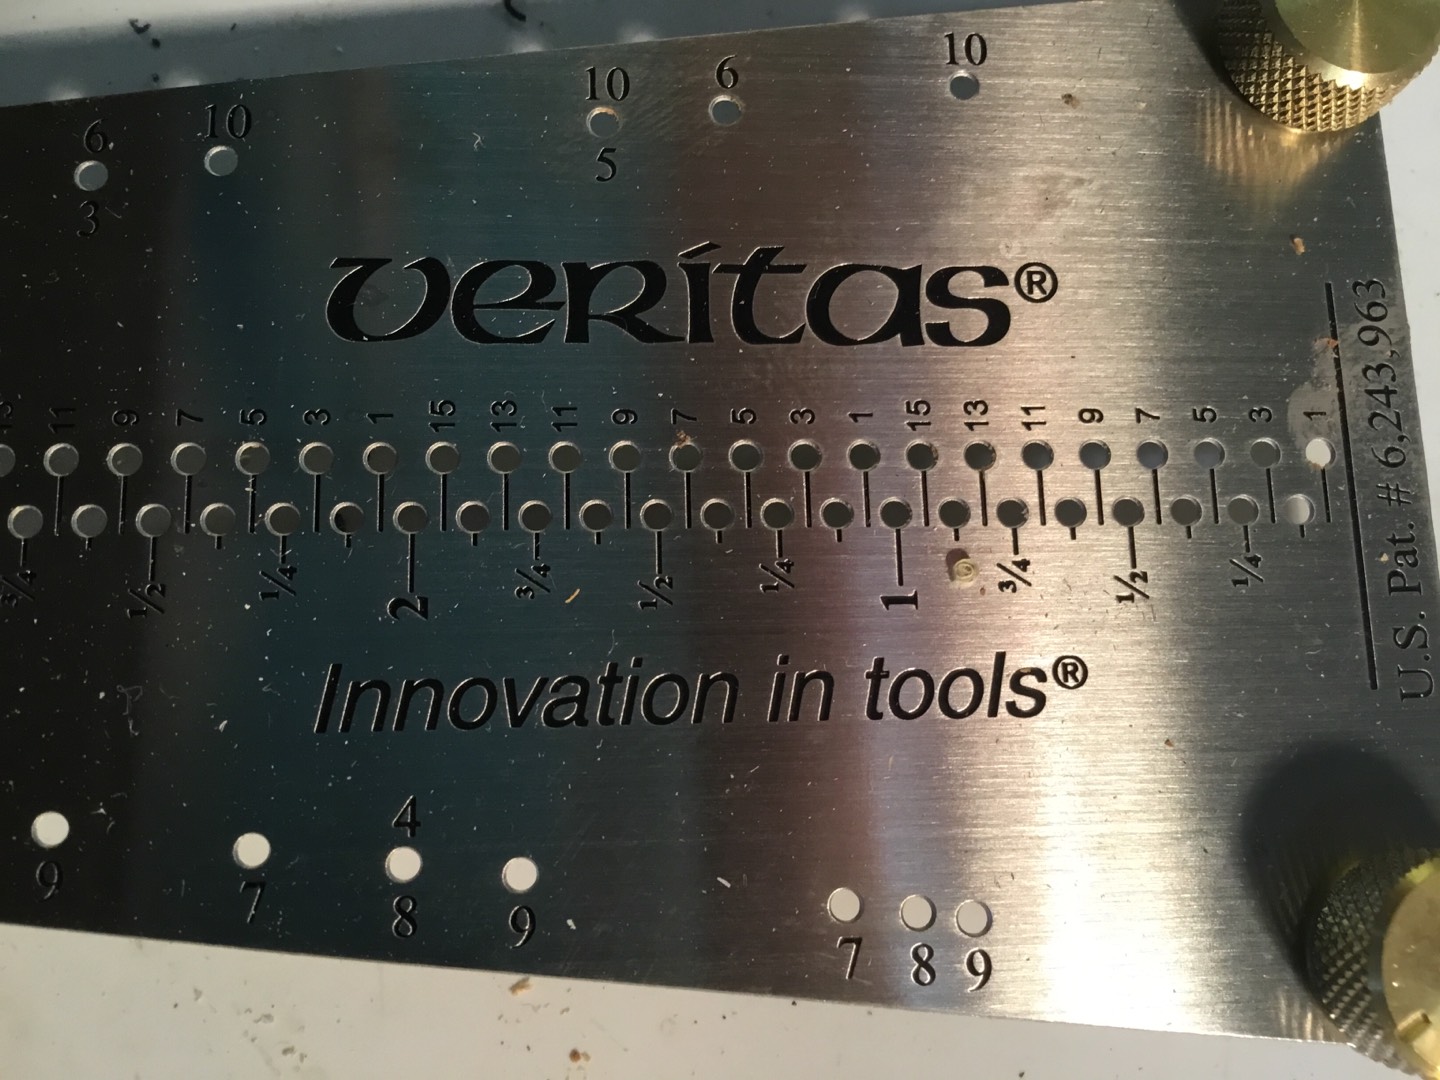 6 10 10 6 10
3 5
veritas®
11 9 7 5 3 1 15 13 11 9 7 5 3 1 15 13 11 9 7 5 3 1
3/4 1/2 1/4 2 3/4 1/2 1/4 1 3/4 1/2 1/4
Innovation in tools®
4
9 7 8 9 7 8 9
U.S. Pat. # 6,243,963